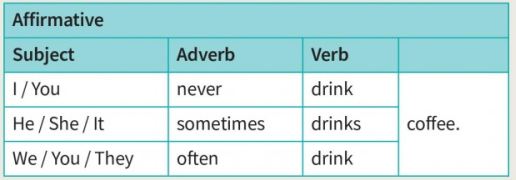 Affirmative
Subject Adverb Verb
I / You never drink
He / She / It sometimes drinks coffee.
We / You / They often drink